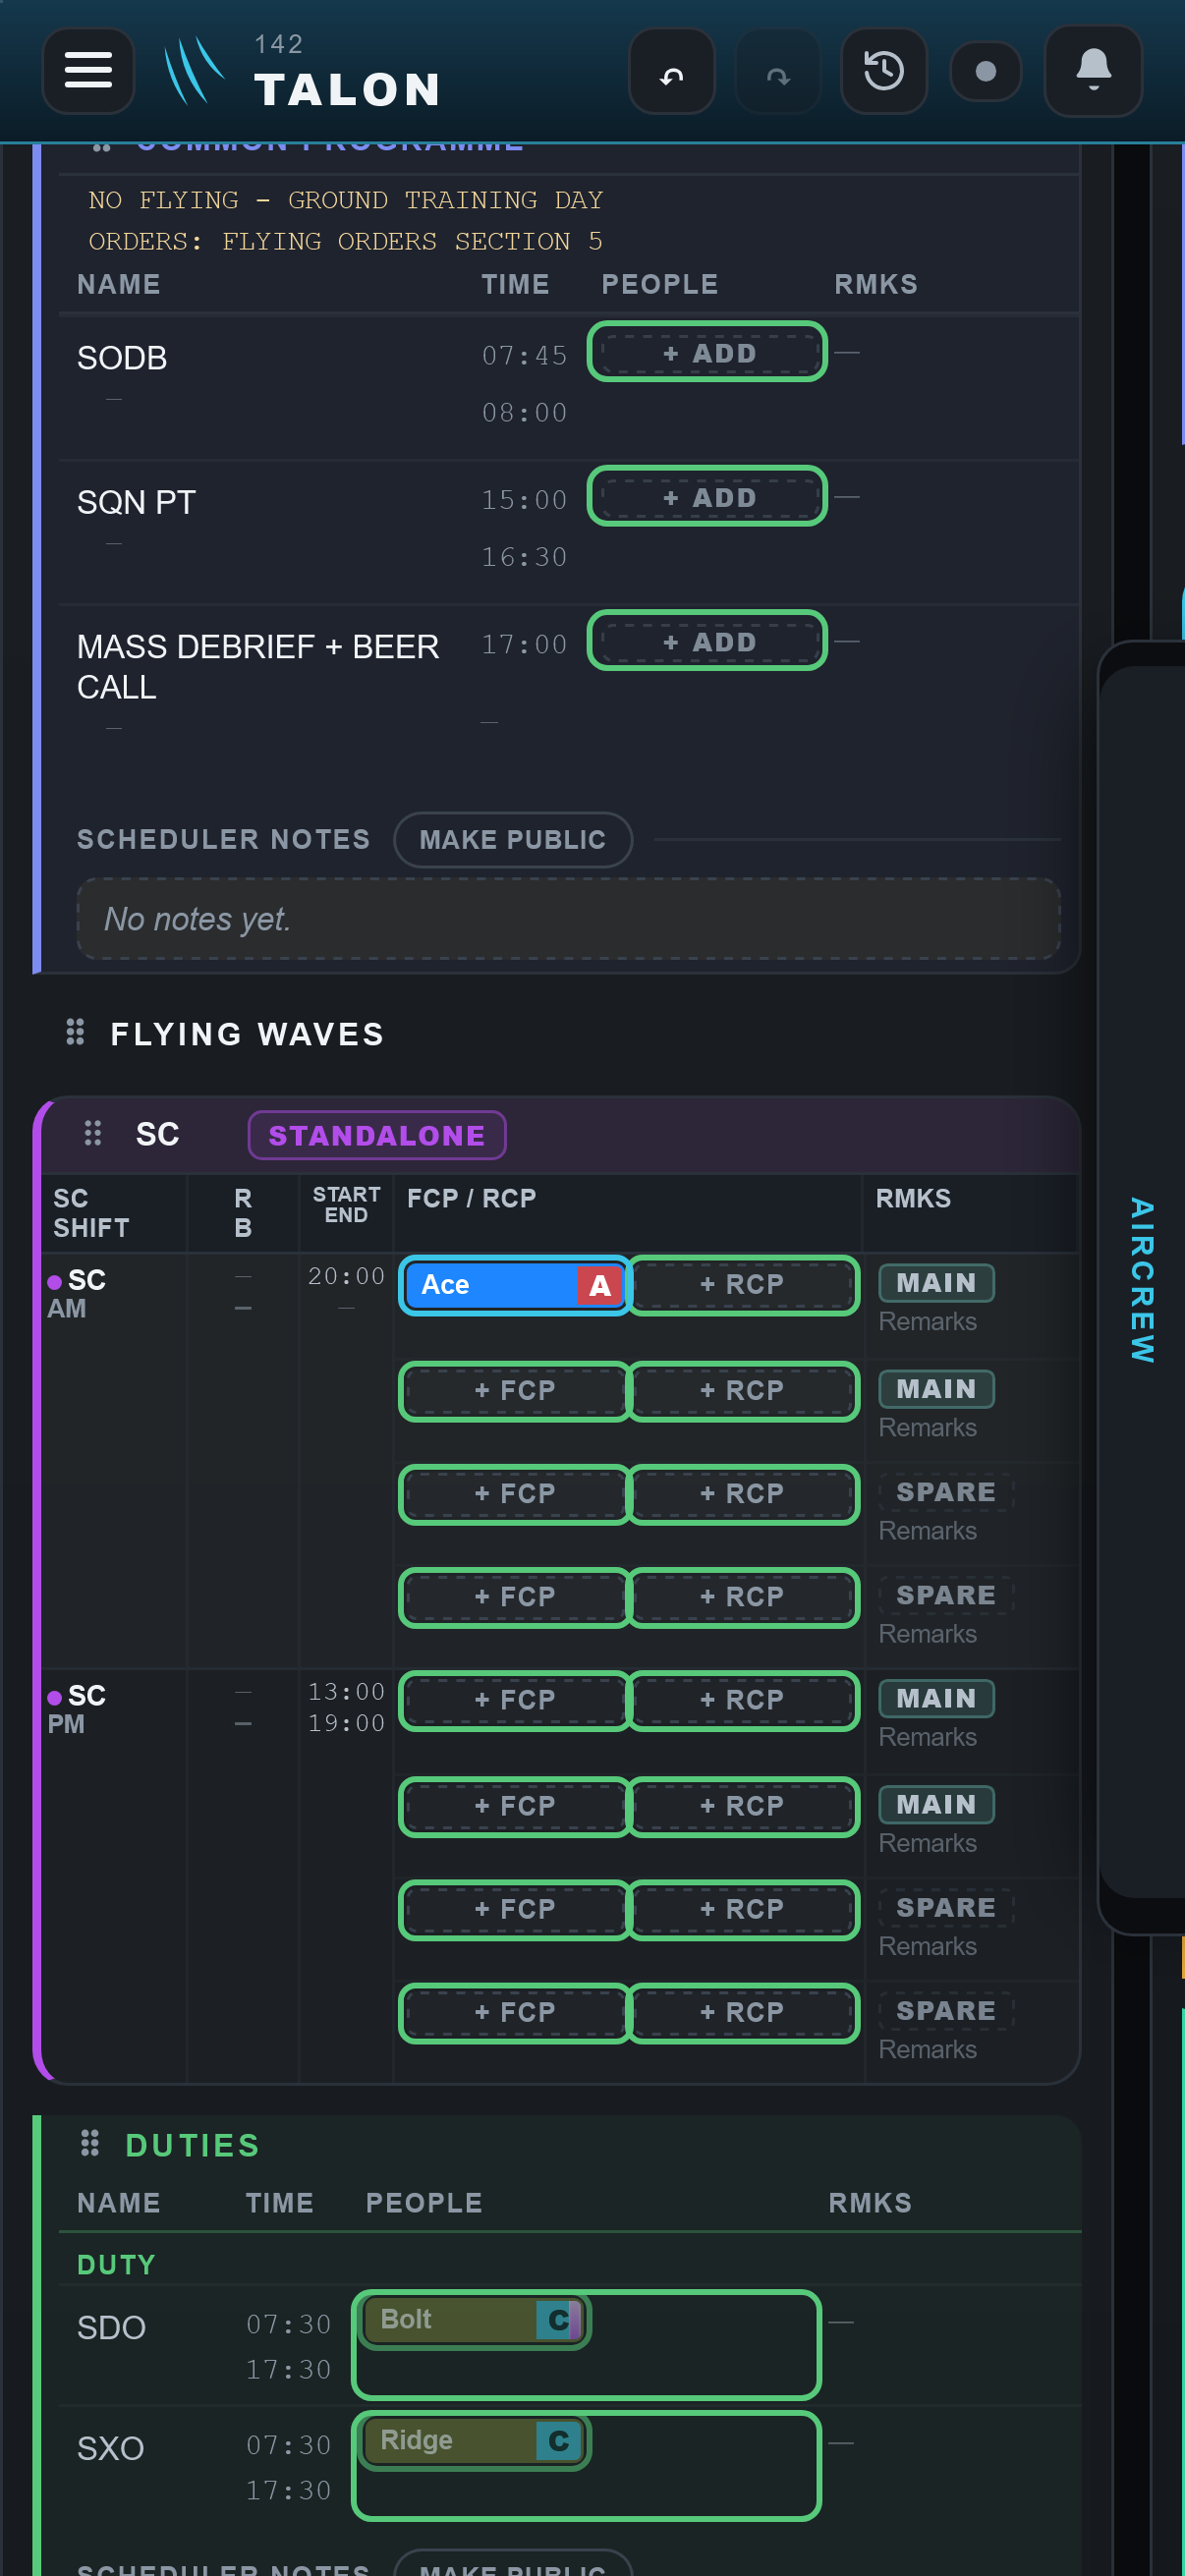 142
TALON
COMMON PROGRAMME
NO FLYING - GROUND TRAINING DAY
ORDERS: FLYING ORDERS SECTION 5
NAME TIME PEOPLE RMKS
SODB 07:45 + ADD —
— 08:00
SQN PT 15:00 + ADD —
— 16:30
MASS DEBRIEF + BEER 17:00 + ADD —
CALL
— —
SCHEDULER NOTES MAKE PUBLIC
No notes yet.
FLYING WAVES
SC STANDALONE
SC R START FCP / RCP RMKS
SHIFT B END
SC — 20:00 Ace A + RCP MAIN
AM — — Remarks
+ FCP + RCP MAIN
Remarks
+ FCP + RCP SPARE
Remarks
+ FCP + RCP SPARE
Remarks
SC — 13:00 + FCP + RCP MAIN
PM — 19:00 Remarks
+ FCP + RCP MAIN
Remarks
+ FCP + RCP SPARE
Remarks
+ FCP + RCP SPARE
Remarks
AIRCREW
DUTIES
NAME TIME PEOPLE RMKS
DUTY
SDO 07:30 Bolt C —
17:30
SXO 07:30 Ridge C —
17:30
SCHEDULER NOTES MAKE PUBLIC